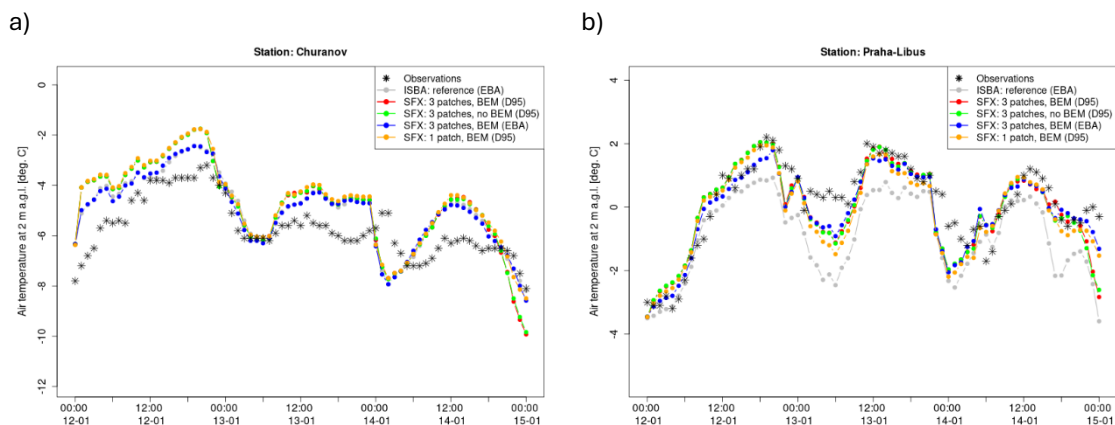 a)
Station: Churanov
Air temperature at 2 m a.g.l. [deg. C]
0
-2
-4
-6
-8
-10
-12
Observations
ISBA: reference (EBA)
SFX: 3 patches, BEM (D95)
SFX: 3 patches, no BEM (D95)
SFX: 3 patches, BEM (EBA)
SFX: 1 patch, BEM (D95)
00:00 12:00 00:00 12:00 00:00 12:00 00:00
12-01 12-01 13-01 13-01 14-01 14-01 15-01
b)
Station: Praha-Libus
Air temperature at 2 m a.g.l. [deg. C]
4
2
0
-2
-4
Observations
ISBA: reference (EBA)
SFX: 3 patches, BEM (D95)
SFX: 3 patches, no BEM (D95)
SFX: 3 patches, BEM (EBA)
SFX: 1 patch, BEM (D95)
00:00 12:00 00:00 12:00 00:00 12:00 00:00
12-01 12-01 13-01 13-01 14-01 14-01 15-01